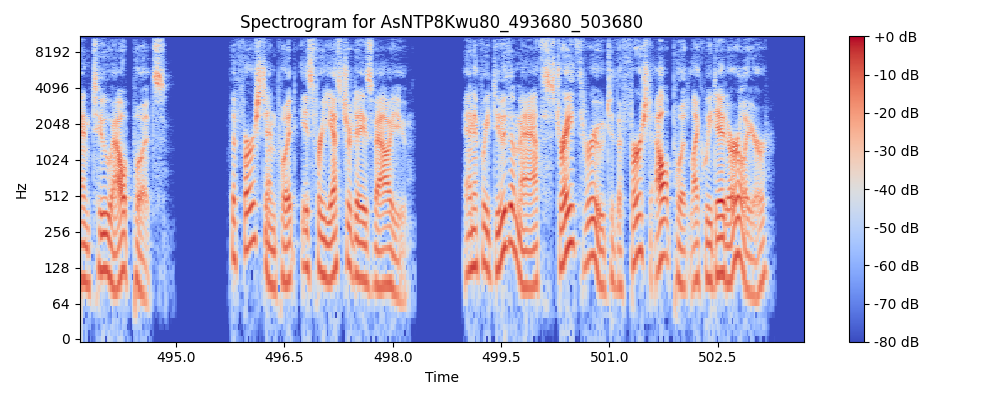 Spectrogram for AsNTP8Kwu80_493680_503680
Hz
8192
4096
2048
1024
512
256
128
64
0
495.0 496.5 498.0 499.5 501.0 502.5
Time
+0 dB
-10 dB
-20 dB
-30 dB
-40 dB
-50 dB
-60 dB
-70 dB
-80 dB